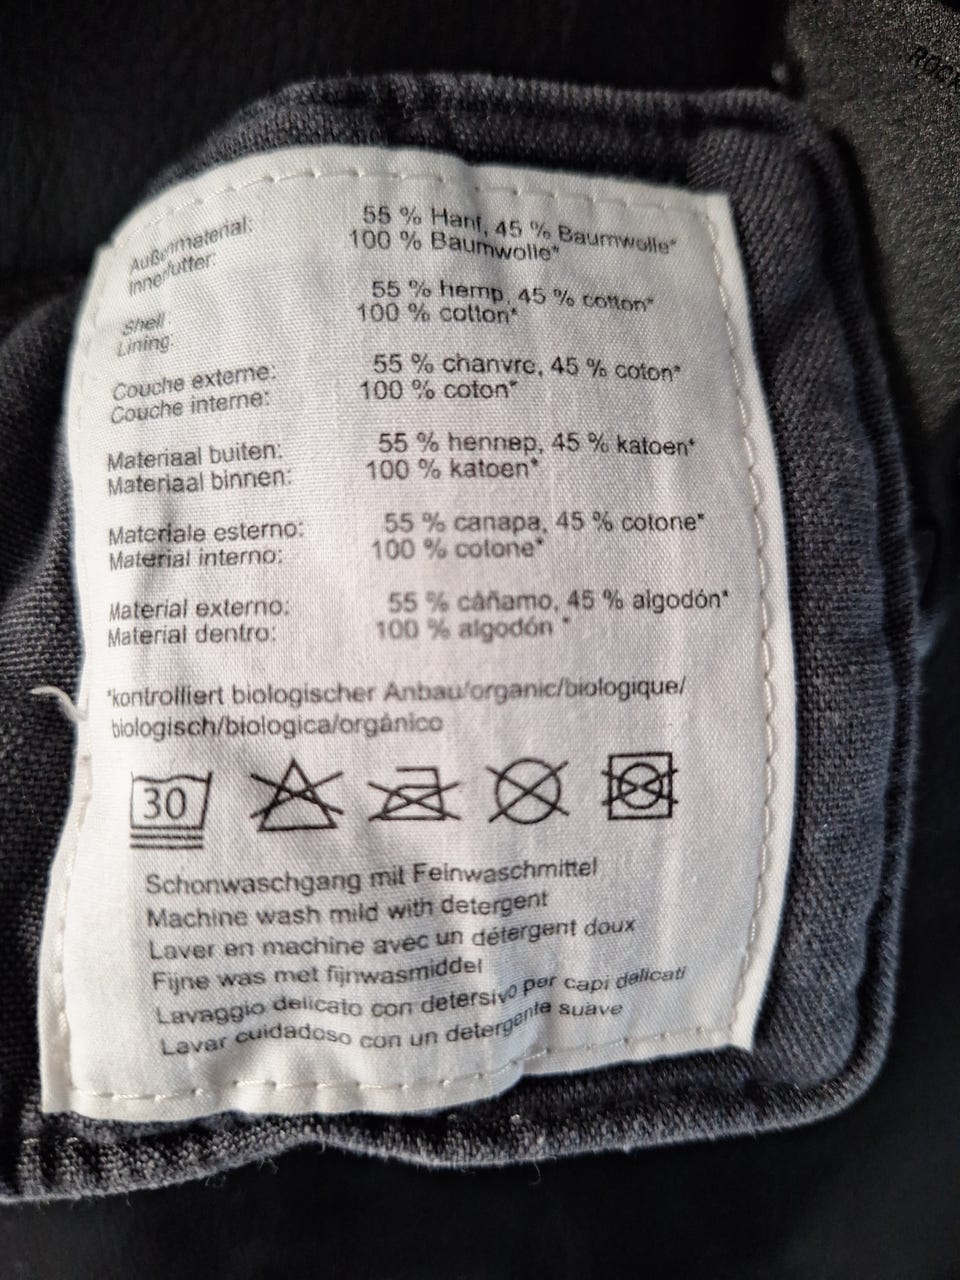 ROCK
Außenmaterial: 55 % Hanf, 45 % Baumwolle*
Innenfutter: 100 % Baumwolle*
Shell 55 % hemp, 45 % cotton*
Lining: 100 % cotton*
Couche externe: 55 % chanvre, 45 % coton*
Couche interne: 100 % coton*
Materiaal buiten: 55 % hennep, 45 % katoen*
Materiaal binnen: 100 % katoen*
Materiale esterno: 55 % canapa, 45 % cotone*
Material interno: 100 % cotone*
Material externo: 55 % cáñamo, 45 % algodón*
Material dentro: 100 % algodón *
*kontrolliert biologischer Anbau/organic/biologique/
biologisch/biologica/orgánico
30
Schonwaschgang mit Feinwaschmittel
Machine wash mild with detergent
Laver en machine avec un détergent doux
Fijne was met fijnwasmiddel
Lavaggio delicato con detersivo per capi delicati
Lavar cuidadoso con un detergente suave